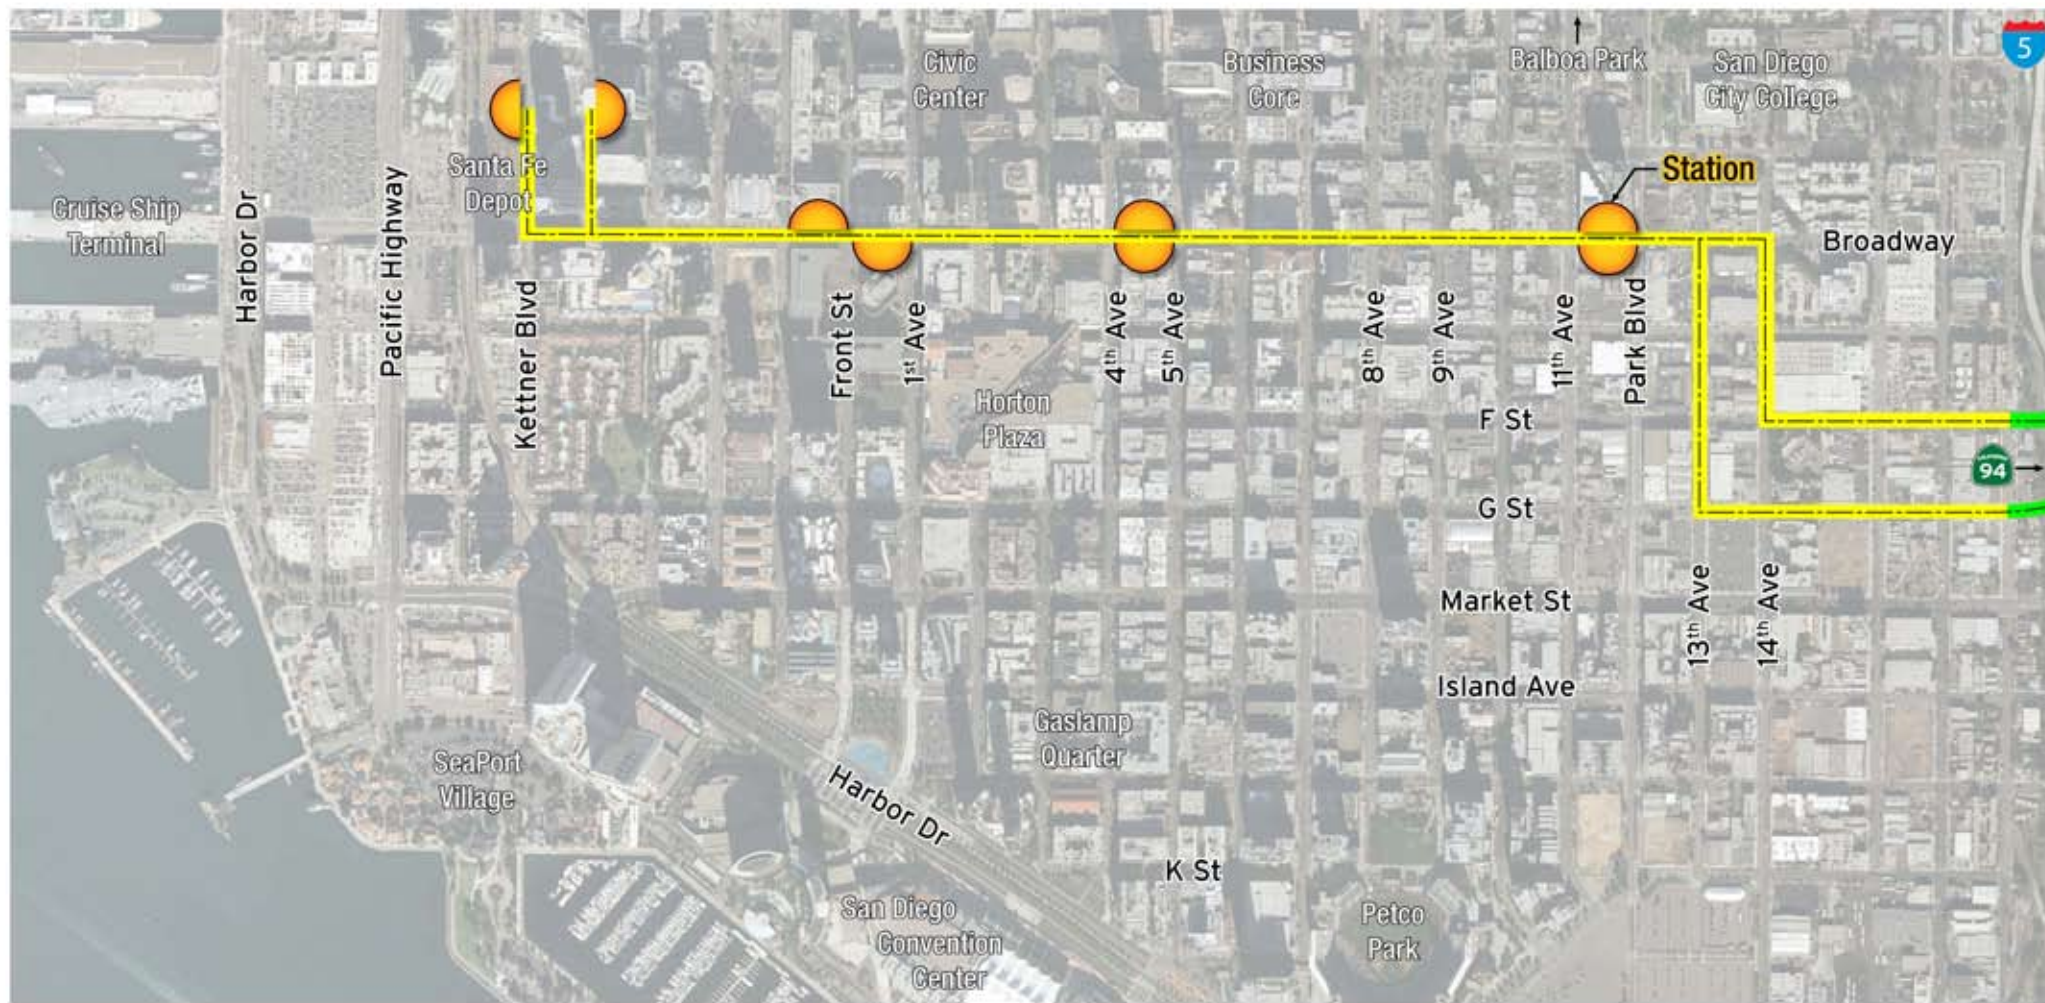 Civic
Center
Business
Core
Balboa Park
San Diego
City College
5
Santa Fe
Depot
Station
Cruise Ship
Terminal
Harbor Dr
Pacific Highway
Kettner Blvd
Broadway
Front St
1st Ave
4th Ave
5th Ave
8th Ave
9th Ave
11th Ave
Park Blvd
Horton
Plaza
F St
94
G St
Market St
13th Ave
14th Ave
Island Ave
Gaslamp
Quarter
SeaPort
Village
Harbor Dr
K St
San Diego
Convention
Center
Petco
Park